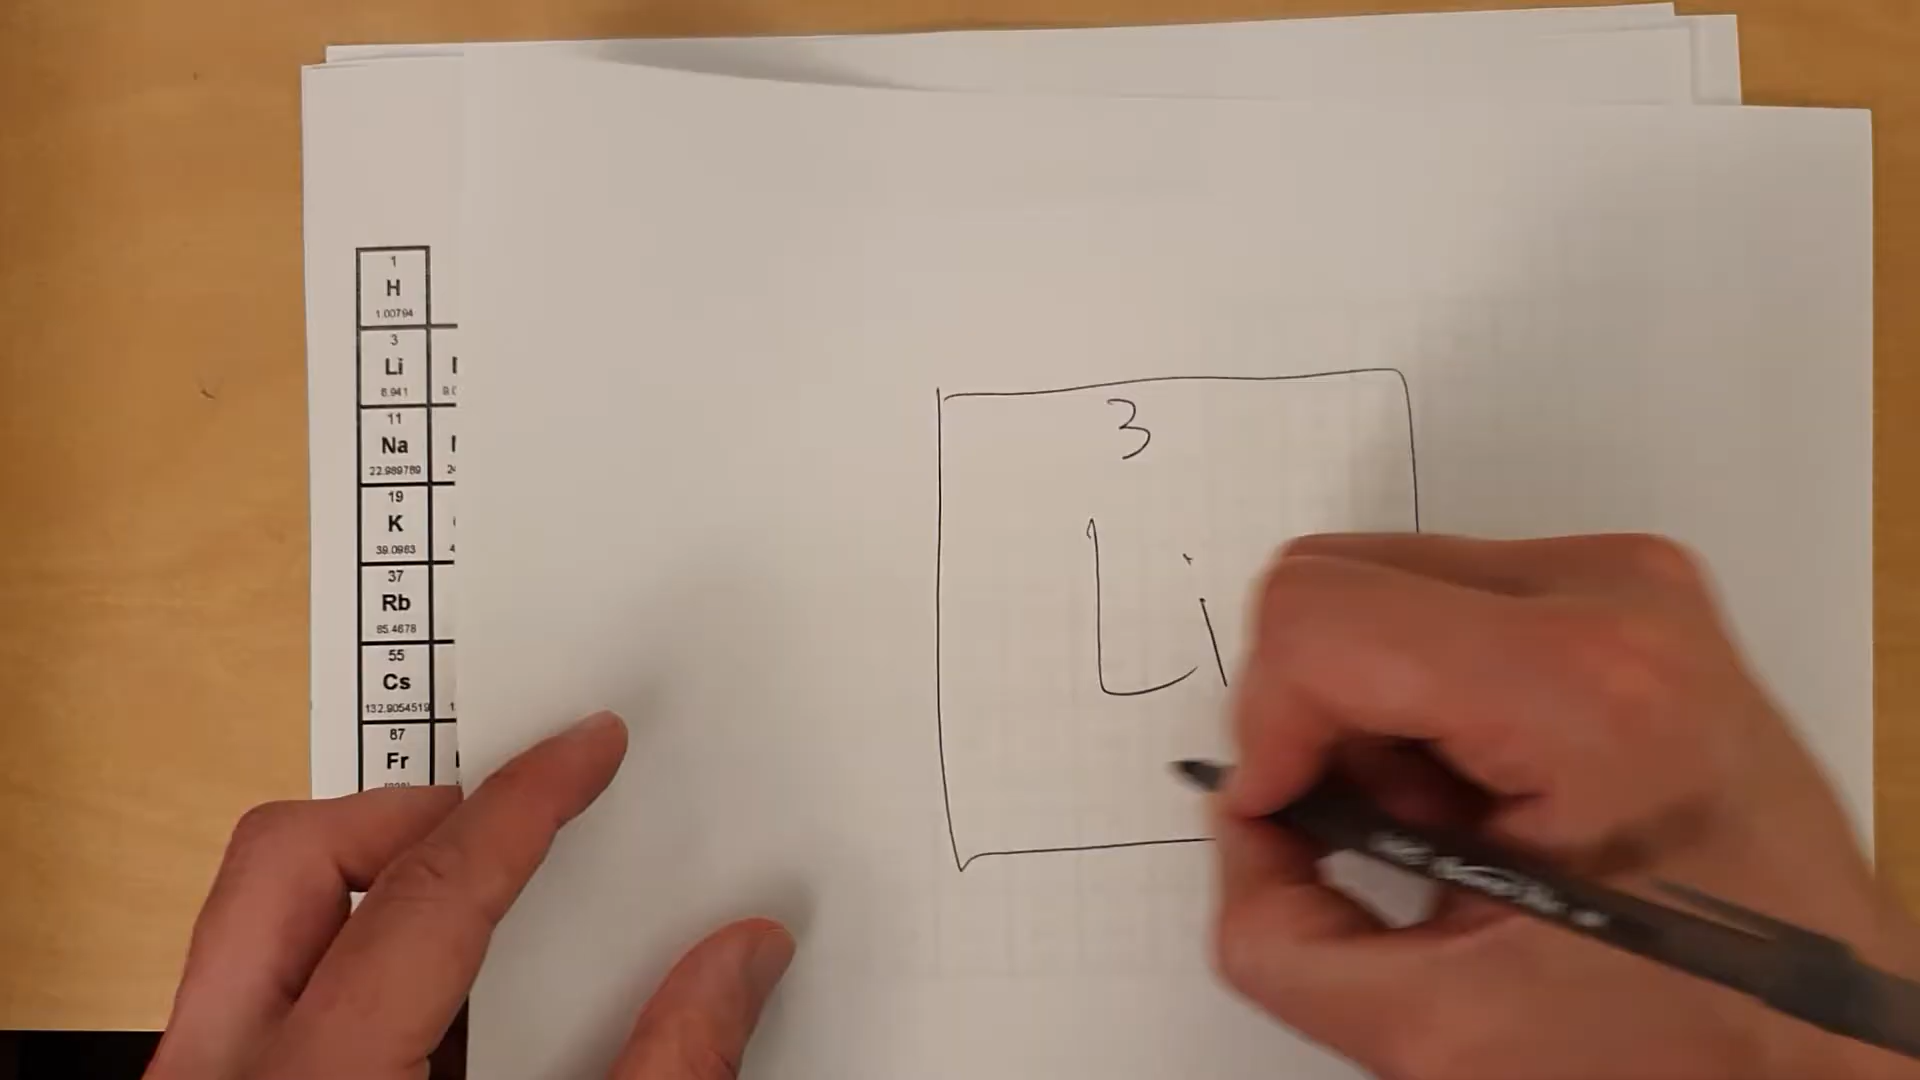 1
H
1.00794
3
Li
6.941
11
Na
22.989789
19
K
39.0983
37
Rb
85.4678
55
Cs
132.9054519
87
Fr
3
Li